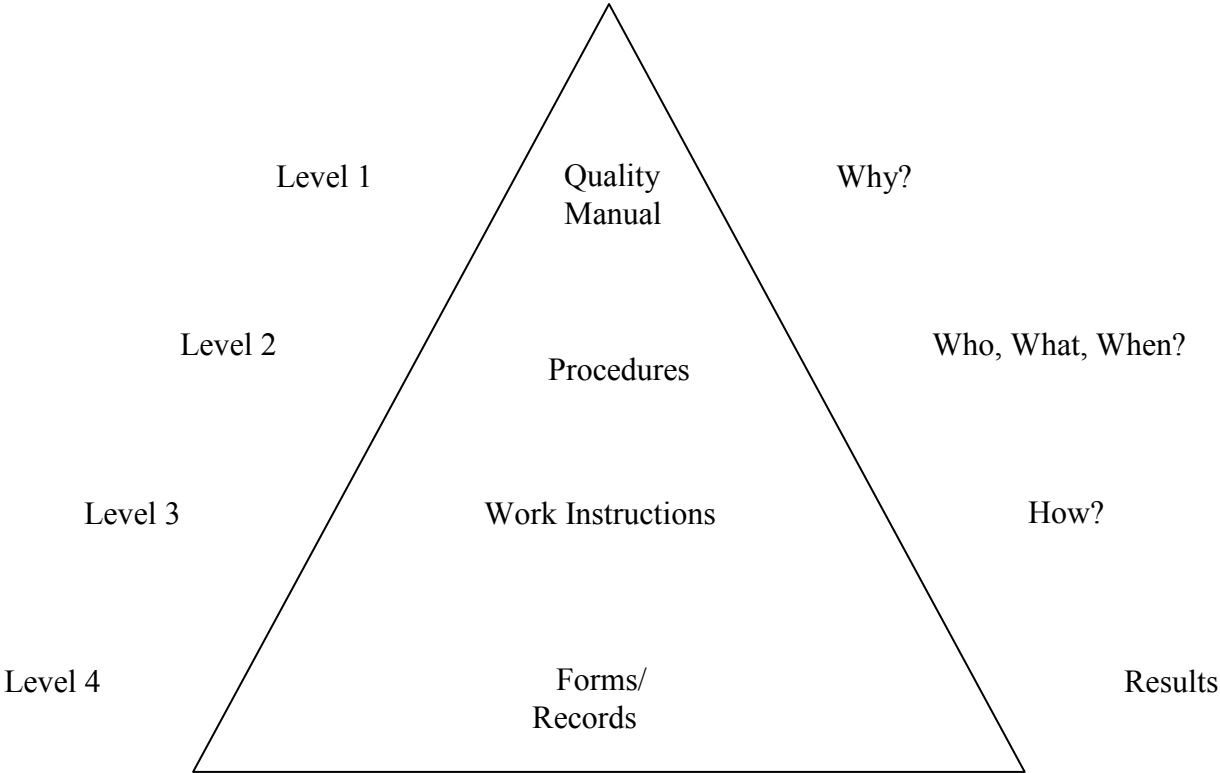 Level 1
Quality
Manual
Why?
Level 2
Procedures
Who, What, When?
Level 3
Work Instructions
How?
Level 4
Forms/
Records
Results